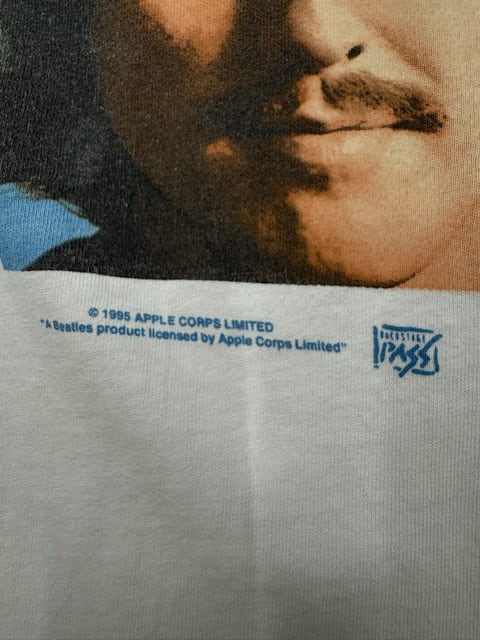 © 1995 APPLE CORPS LIMITED
"A Beatles product licensed by Apple Corps Limited"
BACKSTAGE
PASS